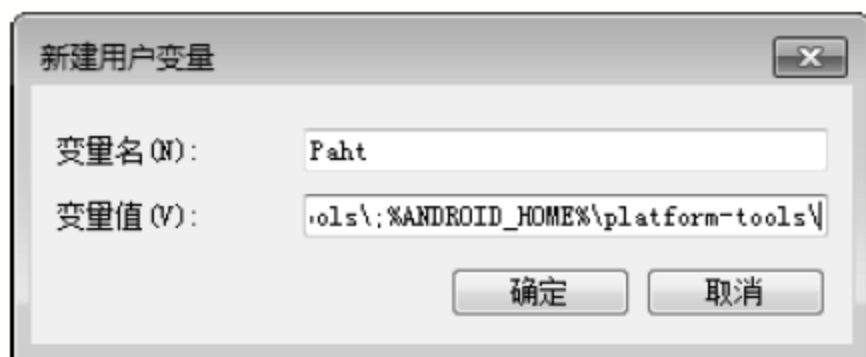 新建用户变量
变量名(N): Paht
变量值(V): ols\;%ANDROID_HOME%\platform-tools\
确定 取消